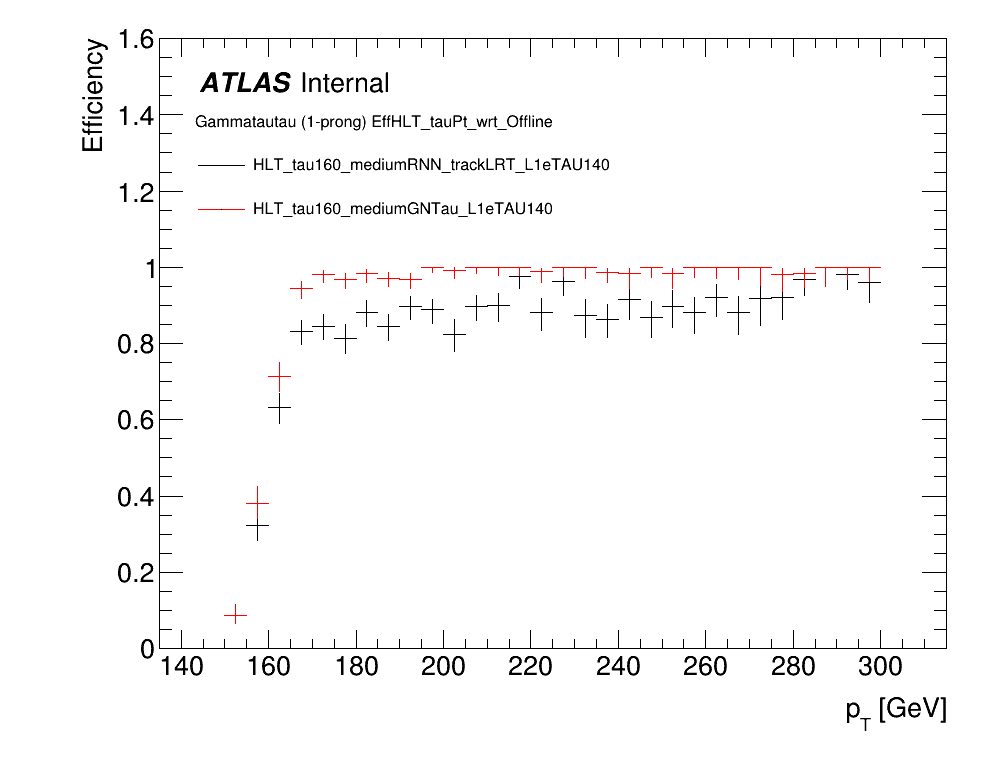 1.6
1.4
1.2
1
0.8
0.6
0.4
0.2
0
Efficiency
ATLAS Internal
Gammatautau (1-prong) EffHLT_tauPt_wrt_Offline
HLT_tau160_mediumRNN_trackLRT_L1eTAU140
HLT_tau160_mediumGNTau_L1eTAU140
140 160 180 200 220 240 260 280 300
p_T [GeV]